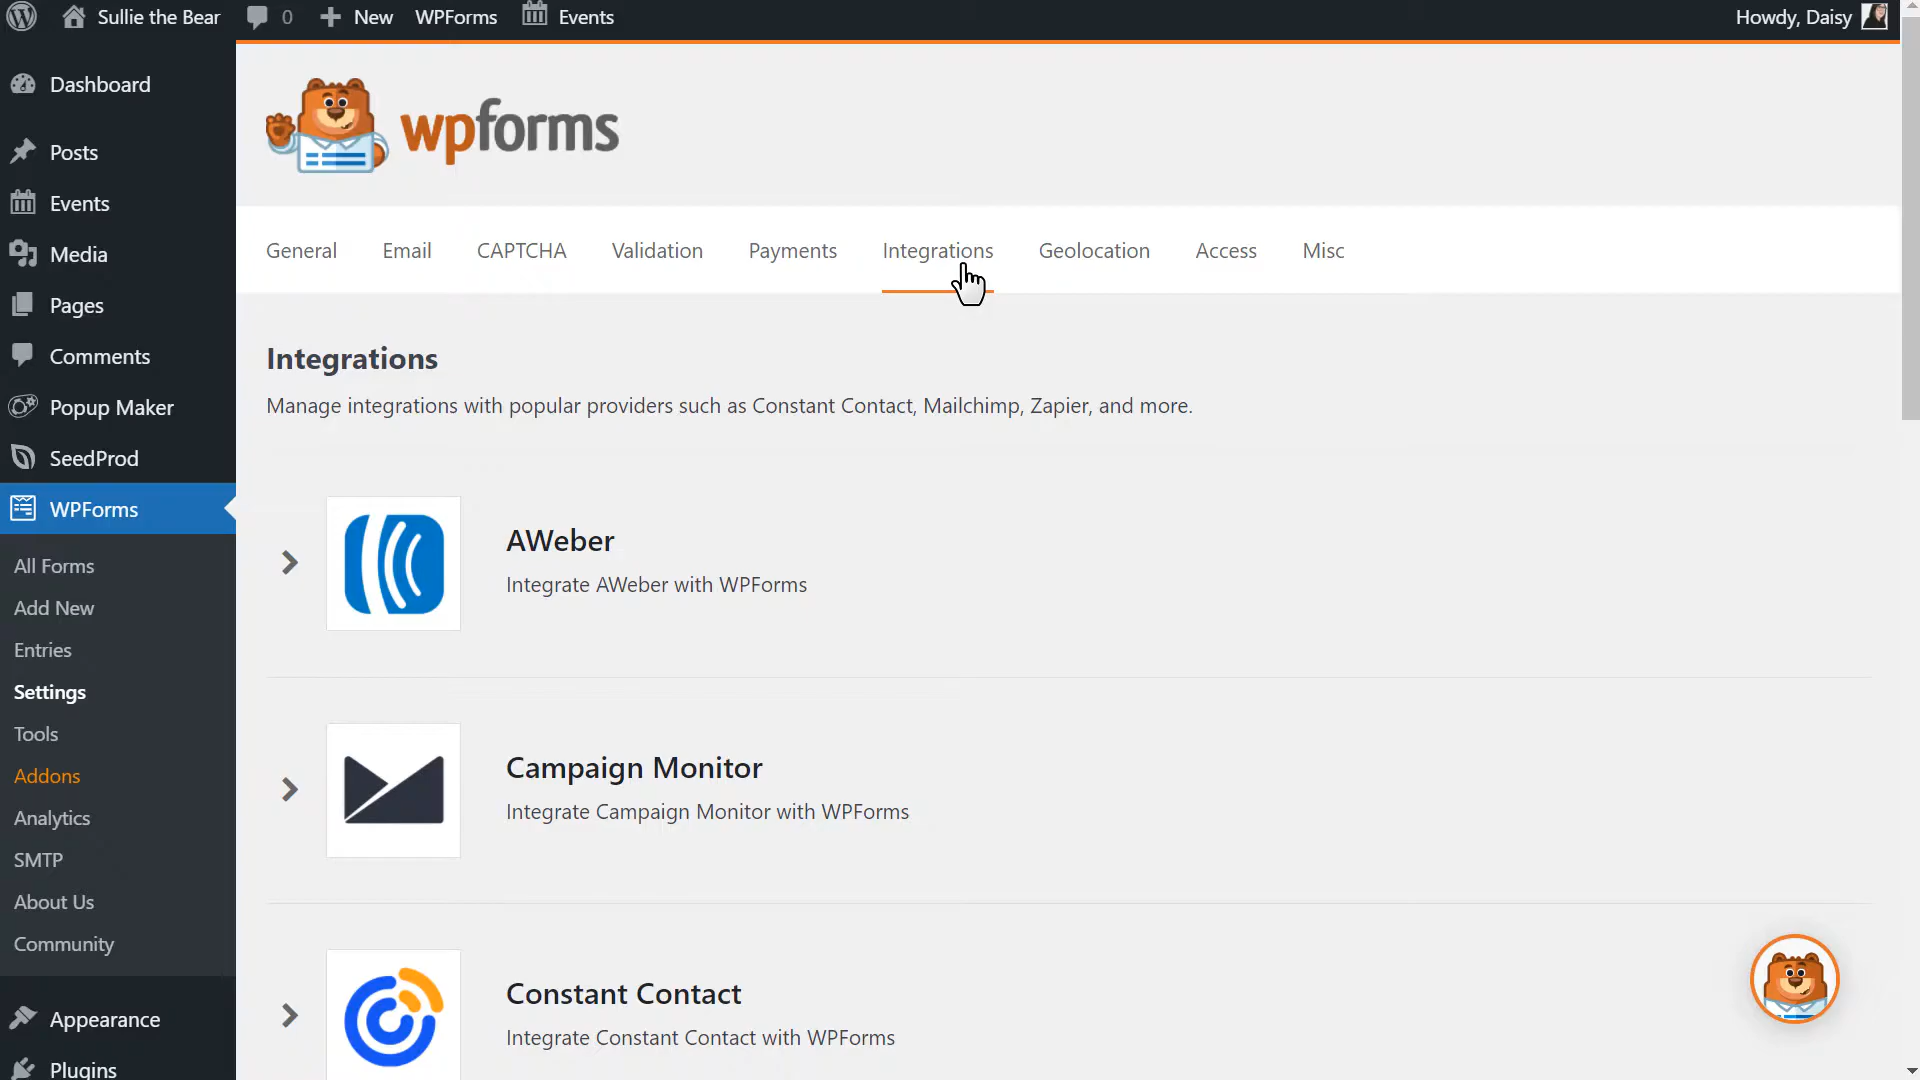 Sullie the Bear
0
New
WPForms
Events
Howdy, Daisy
Dashboard
Posts
Events
Media
Pages
Comments
Popup Maker
SeedProd
WPForms
All Forms
Add New
Entries
Settings
Tools
Addons
Analytics
SMTP
About Us
Community
Appearance
Plugins
wpforms
General
Email
CAPTCHA
Validation
Payments
Integrations
Geolocation
Access
Misc
Integrations
Manage integrations with popular providers such as Constant Contact, Mailchimp, Zapier, and more.
AWeber
Integrate AWeber with WPForms
Campaign Monitor
Integrate Campaign Monitor with WPForms
Constant Contact
Integrate Constant Contact with WPForms